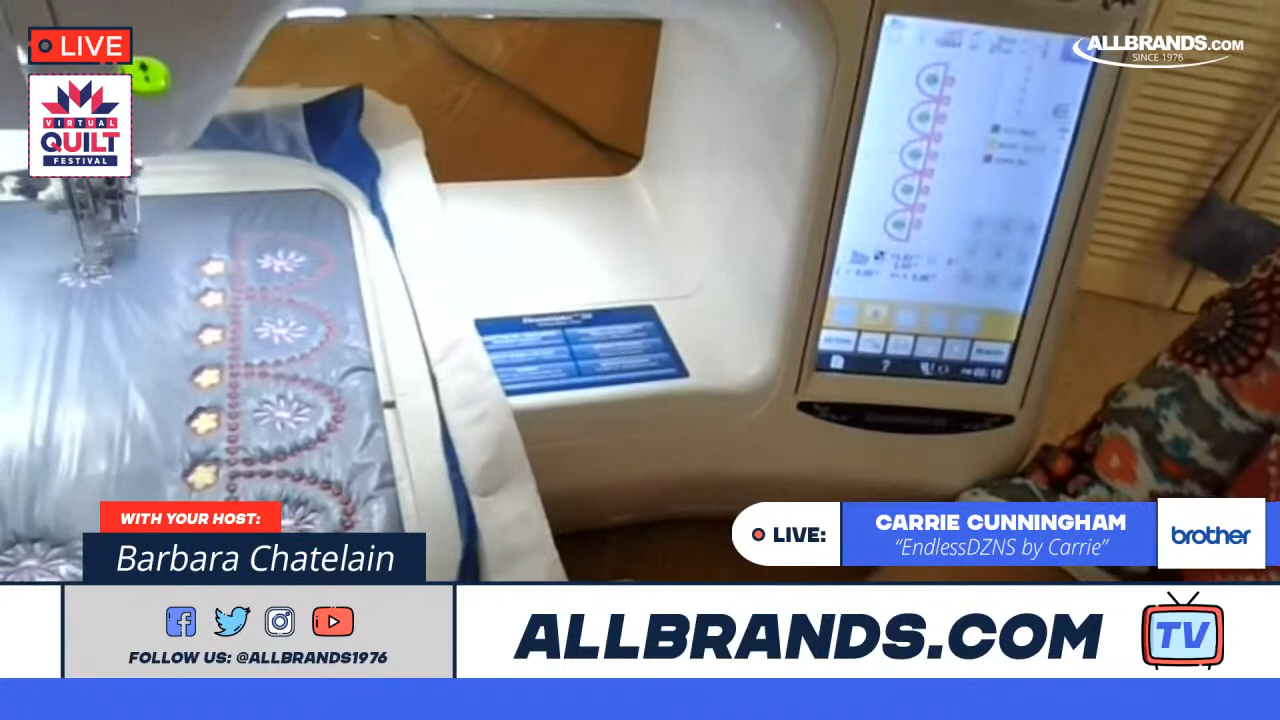 LIVE
VIRTUAL
QUILT
FESTIVAL
ALLBRANDS.COM
SINCE 1976
?
WITH YOUR HOST:
Barbara Chatelain
LIVE:
CARRIE CUNNINGHAM
"EndlessDZNS by Carrie"
brother
FOLLOW US: @ALLBRANDS1976
ALLBRANDS.COM
TV